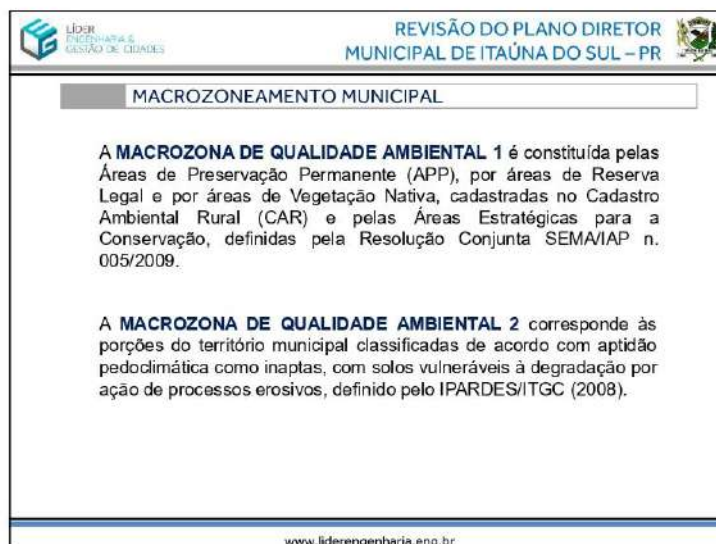 LÍDER
ENGENHARIA &
GESTÃO DE CIDADES
REVISÃO DO PLANO DIRETOR
MUNICIPAL DE ITAÚNA DO SUL – PR
MACROZONEAMENTO MUNICIPAL
A MACROZONA DE QUALIDADE AMBIENTAL 1 é constituída pelas
Áreas de Preservação Permanente (APP), por áreas de Reserva
Legal e por áreas de Vegetação Nativa, cadastradas no Cadastro
Ambiental Rural (CAR) e pelas Áreas Estratégicas para a
Conservação, definidas pela Resolução Conjunta SEMA/IAP n.
005/2009.
A MACROZONA DE QUALIDADE AMBIENTAL 2 corresponde às
porções do território municipal classificadas de acordo com aptidão
pedoclimática como inaptas, com solos vulneráveis à degradação por
ação de processos erosivos, definido pelo IPARDES/ITGC (2008).
www.liderengenharia.eng.br